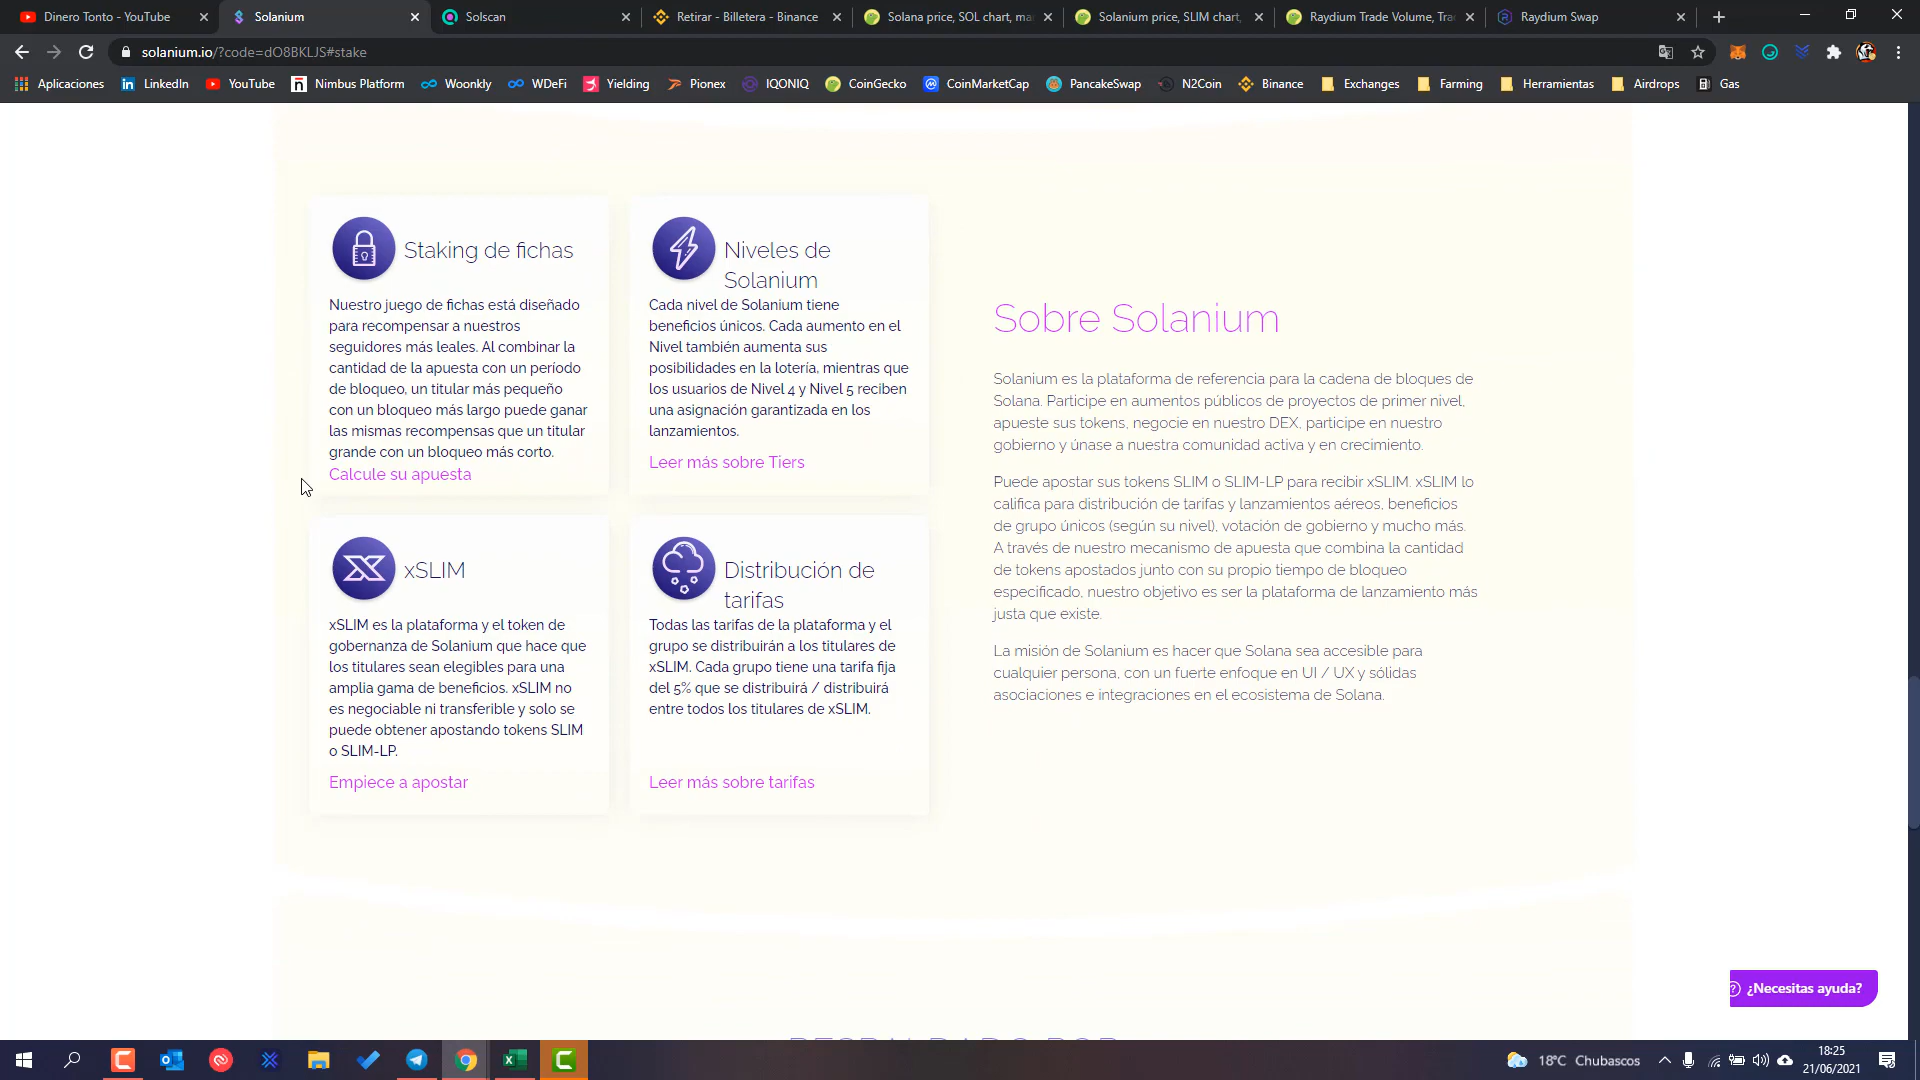 Dinero Tonto - YouTube
Solanium
Solscan
Retirar - Billetera - Binance
Solana price, SOL chart, ma
Solanium price, SLIM chart,
Raydium Trade Volume, Tra
Raydium Swap
solanium.io/?code=dO8BKLJS#stake
Aplicaciones
LinkedIn
YouTube
Nimbus Platform
Woonkly
WDeFi
Yielding
Pionex
IQONIQ
CoinGecko
CoinMarketCap
PancakeSwap
N2Coin
Binance
Exchanges
Farming
Herramientas
Airdrops
Gas
Staking de fichas
Nuestro juego de fichas está diseñado
para recompensar a nuestros
seguidores más leales. Al combinar la
cantidad de la apuesta con un período
de bloqueo, un titular más pequeño
con un bloqueo más largo puede ganar
las mismas recompensas que un titular
grande con un bloqueo más corto.
Calcule su apuesta
Niveles de
Solanium
Cada nivel de Solanium tiene
beneficios únicos. Cada aumento en el
Nivel también aumenta sus
posibilidades en la lotería, mientras que
los usuarios de Nivel 4 y Nivel 5 reciben
una asignación garantizada en los
lanzamientos.
Leer más sobre Tiers
xSLIM
xSLIM es la plataforma y el token de
gobernanza de Solanium que hace que
los titulares sean elegibles para una
amplia gama de beneficios. xSLIM no
es negociable ni transferible y solo se
puede obtener apostando tokens SLIM
o SLIM-LP.
Empiece a apostar
Distribución de
tarifas
Todas las tarifas de la plataforma y el
grupo se distribuirán a los titulares de
xSLIM. Cada grupo tiene una tarifa fija
del 5% que se distribuirá / distribuirá
entre todos los titulares de xSLIM.
Leer más sobre tarifas
Sobre Solanium
Solanium es la plataforma de referencia para la cadena de bloques de
Solana. Participe en aumentos públicos de proyectos de primer nivel,
apueste sus tokens, negocie en nuestro DEX, participe en nuestro
gobierno y únase a nuestra comunidad activa y en crecimiento.
Puede apostar sus tokens SLIM o SLIM-LP para recibir xSLIM. xSLIM lo
califica para distribución de tarifas y lanzamientos aéreos, beneficios
de grupo únicos (según su nivel), votación de gobierno y mucho más.
A través de nuestro mecanismo de apuesta que combina la cantidad
de tokens apostados junto con su propio tiempo de bloqueo
especificado, nuestro objetivo es ser la plataforma de lanzamiento más
justa que existe.
La misión de Solanium es hacer que Solana sea accesible para
cualquier persona, con un fuerte enfoque en UI / UX y sólidas
asociaciones e integraciones en el ecosistema de Solana.
¿Necesitas ayuda?
18°C Chubascos
18:25
21/06/2021